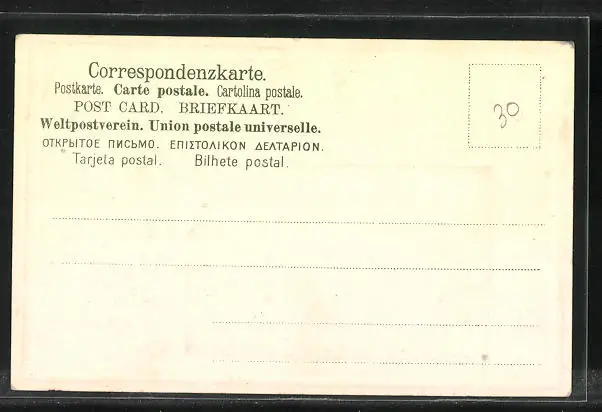 Correspondenzkarte.
Postkarte. Carte postale. Cartolina postale.
POST CARD. BRIEFKAART.
Weltpostverein. Union postale universelle.
ОТКРЫТОЕ ПИСЬМО. ΕΠΙΣΤΟΛΙΚΟΝ ΔΕΛΤΑΡΙΟΝ.
Tarjeta postal. Bilhete postal.
30